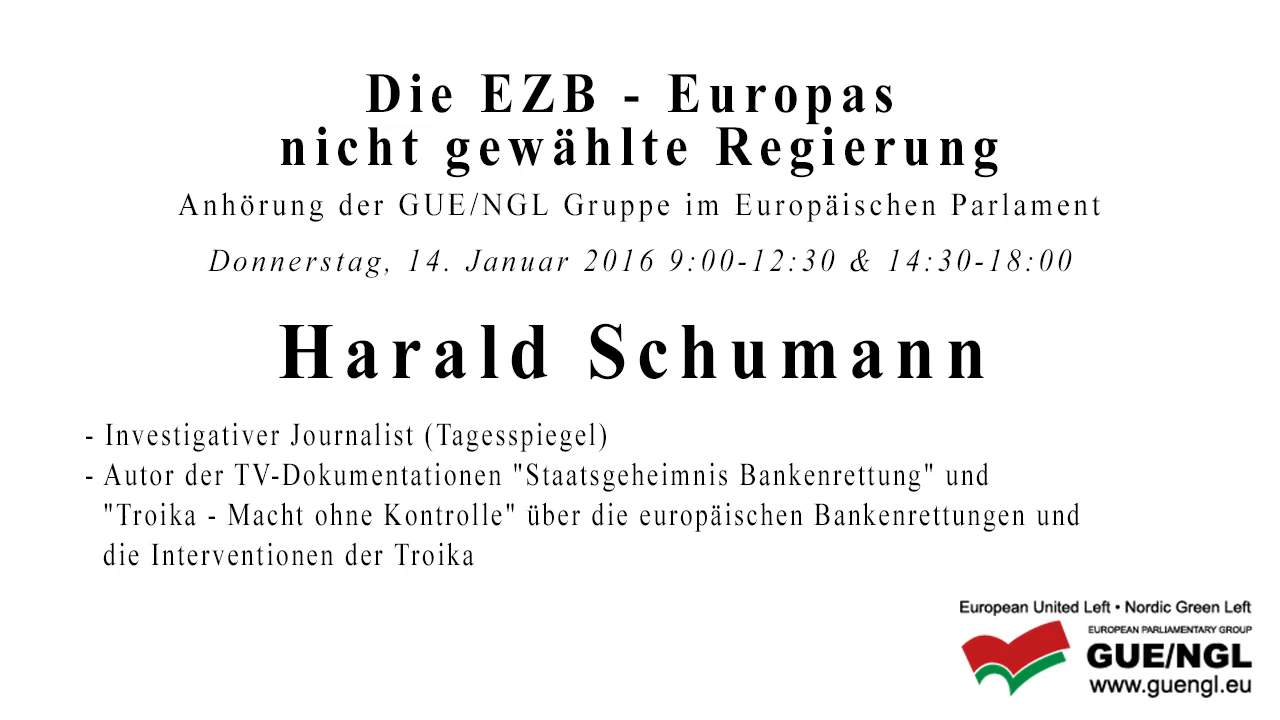 Die EZB - Europas
nicht gewählte Regierung
Anhörung der GUE/NGL Gruppe im Europäischen Parlament
Donnerstag, 14. Januar 2016 9:00-12:30 & 14:30-18:00
Harald Schumann
- Investigativer Journalist (Tagesspiegel)
- Autor der TV-Dokumentationen "Staatsgeheimnis Bankenrettung" und
"Troika - Macht ohne Kontrolle" über die europäischen Bankenrettungen und
die Interventionen der Troika
European United Left • Nordic Green Left
EUROPEAN PARLIAMENTARY GROUP
GUE/NGL
www.guengl.eu